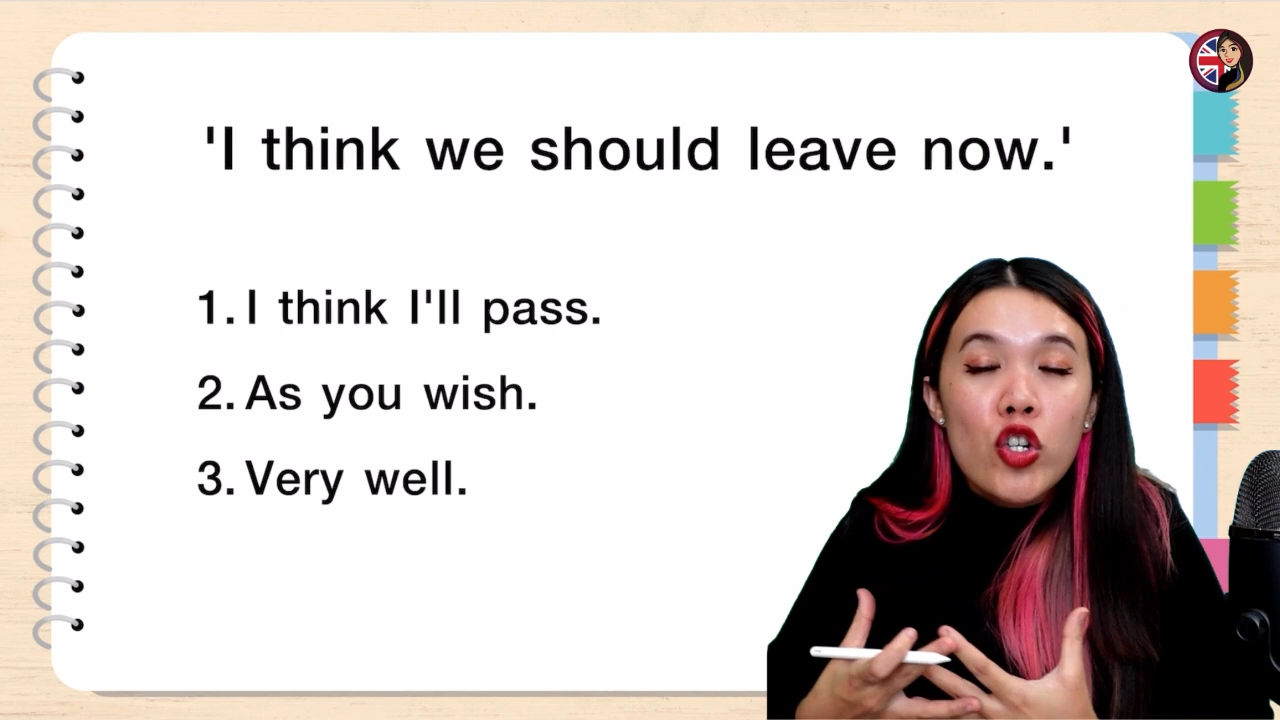 'I think we should leave now.'
1. I think I'll pass.
2. As you wish.
3. Very well.